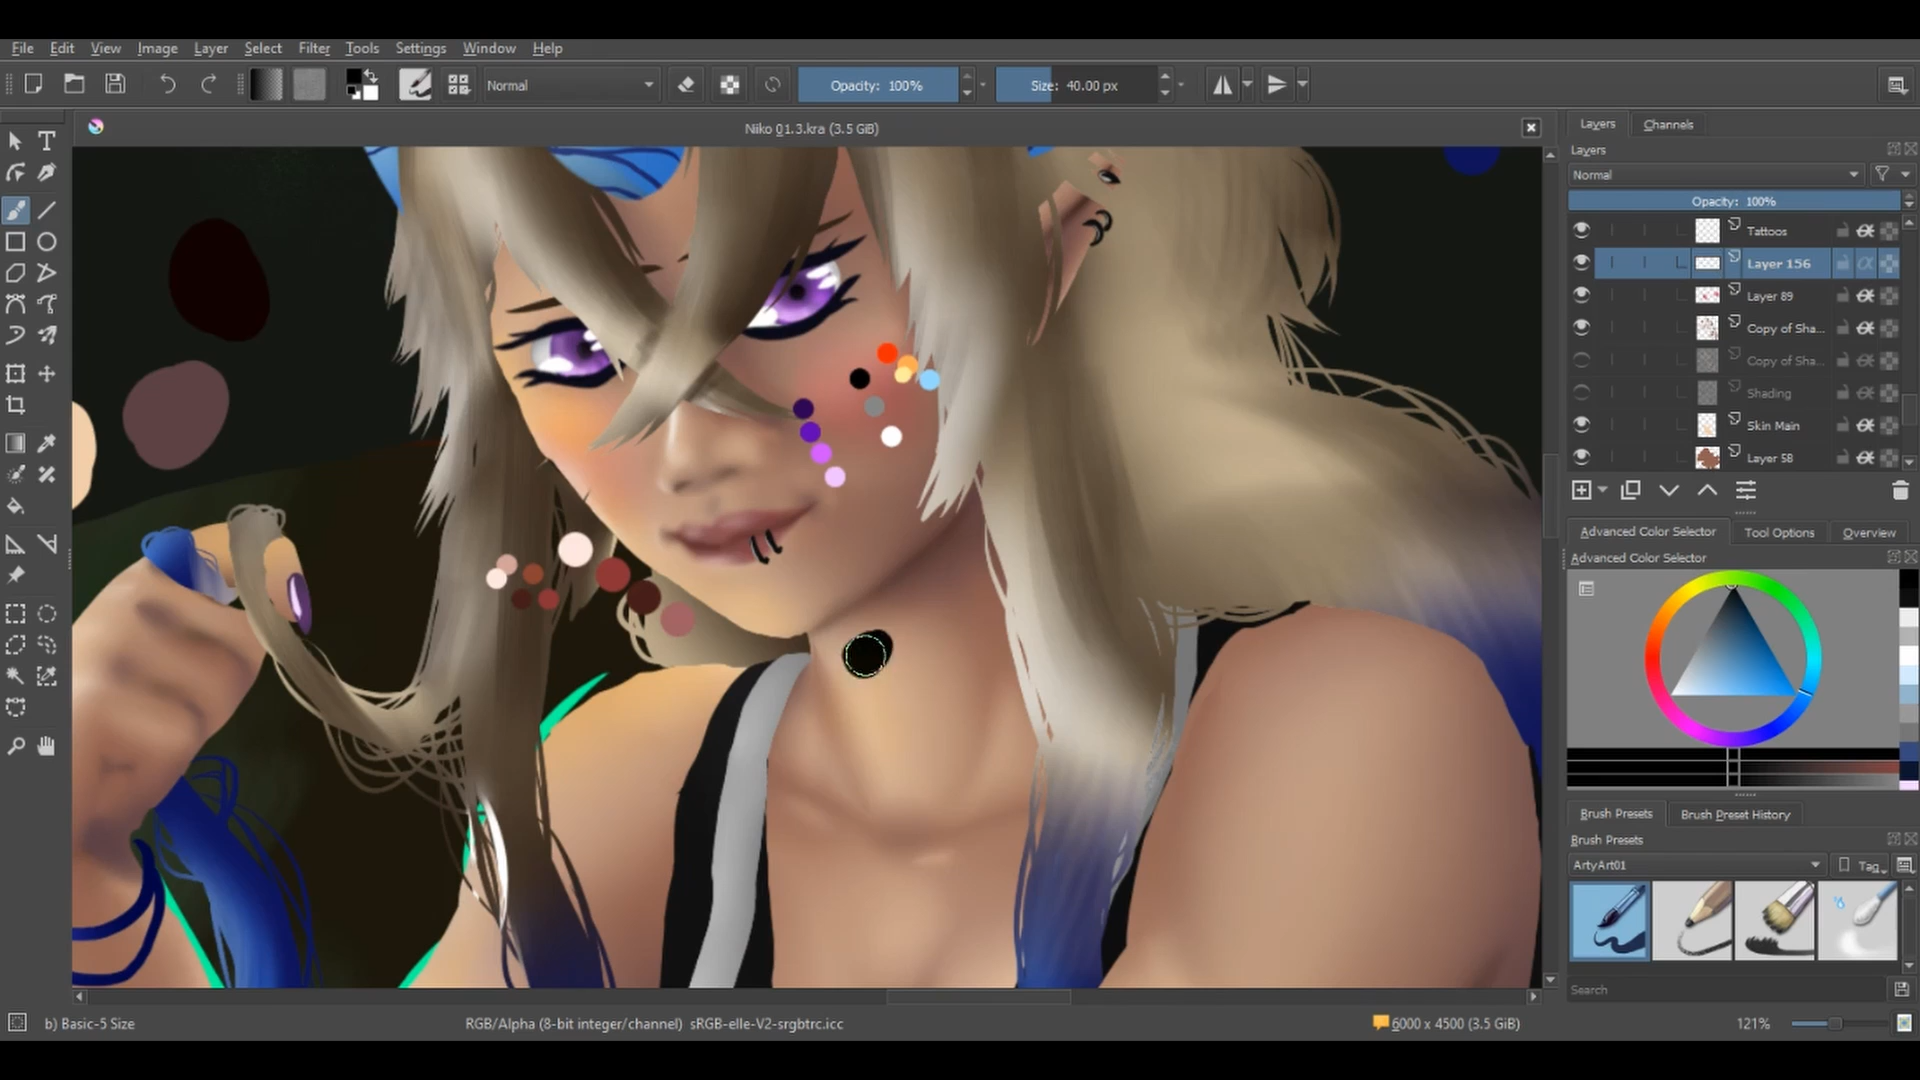 File Edit View Image Layer Select Filter Tools Settings Window Help
Normal Opacity: 100% Size: 40.00 px
Niko 01.3.kra (3.5 GiB)
Layers Channels
Layers
Normal
Opacity: 100%
Tattoos
Layer 156
Layer 89
Copy of Sha...
Copy of Sha...
Shading
Skin Main
Layer 58
Advanced Color Selector Tool Options Overview
Advanced Color Selector
Brush Presets Brush Preset History
Brush Presets
ArtyArt01 Tag
Search
b) Basic-5 Size RGB/Alpha (8-bit integer/channel) sRGB-elle-V2-srgbtrc.icc 6000 x 4500 (3.5 GiB) 121%